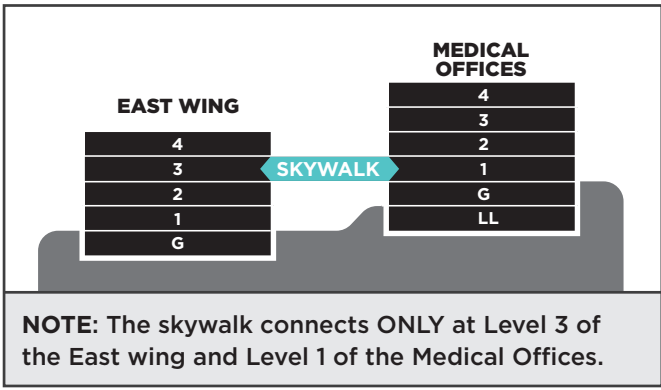 EAST WING
4
3
2
1
G
SKYWALK
MEDICAL
OFFICES
4
3
2
1
G
LL
NOTE: The skywalk connects ONLY at Level 3 of
the East wing and Level 1 of the Medical Offices.